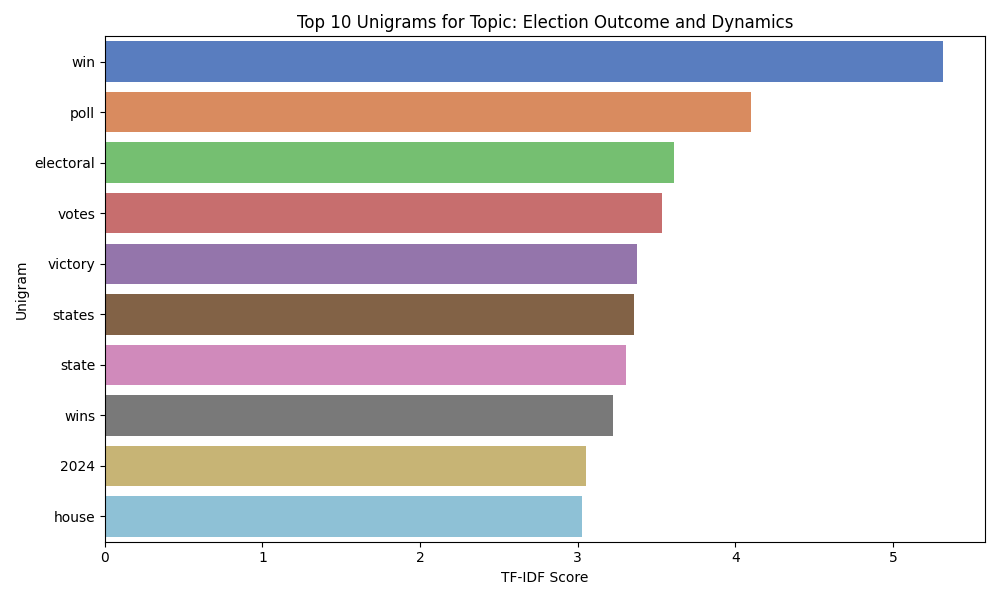 Top 10 Unigrams for Topic: Election Outcome and Dynamics
Unigram
win
poll
electoral
votes
victory
states
state
wins
2024
house
0 1 2 3 4 5
TF-IDF Score